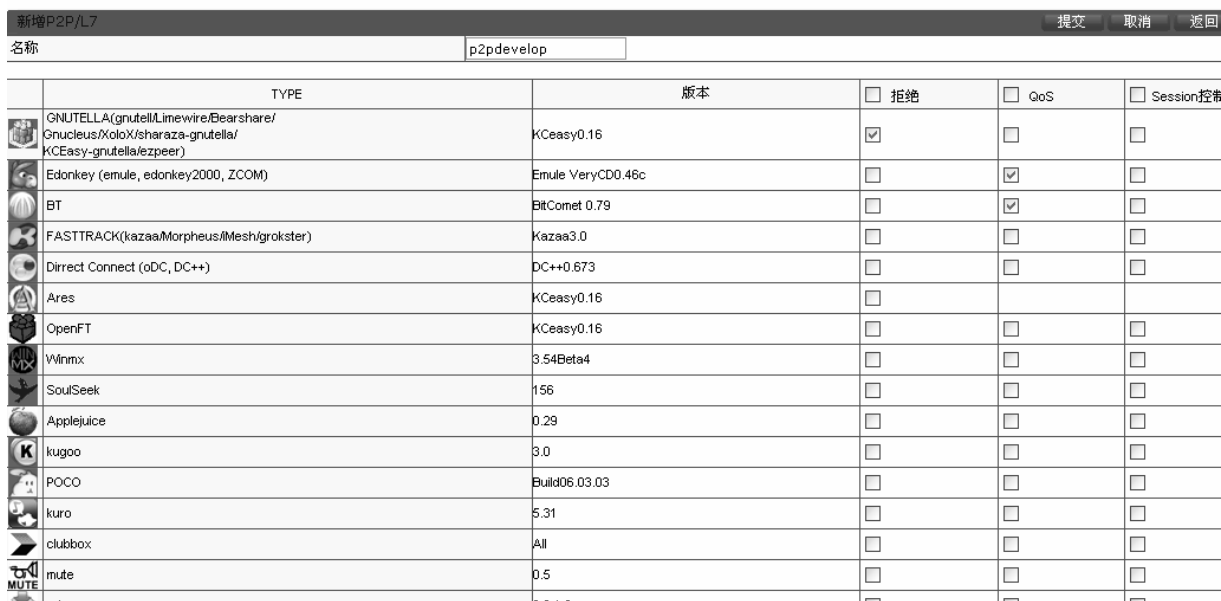 新增P2P/L7 提交 取消 返回
名称 p2pdevelop
TYPE 版本 拒绝 QoS Session控制
GNUTELLA(gnutell/Limewire/Bearshare/
Gnucleus/XoloX/sharaza-gnutella/
KCEasy-gnutella/ezpeer) KCeasy0.16
Edonkey (emule, edonkey2000, ZCOM) Emule VeryCD0.46c
BT BitComet 0.79
FASTTRACK(kazaa/Morpheus/iMesh/grokster) Kazaa3.0
Dirrect Connect (oDC, DC++) DC++0.673
Ares KCeasy0.16
OpenFT KCeasy0.16
WINMX Winmx 3.54Beta4
SoulSeek 156
Applejuice 0.29
K kugoo 3.0
POCO Build06.03.03
kuro 5.31
clubbox All
MUTE mute 0.5